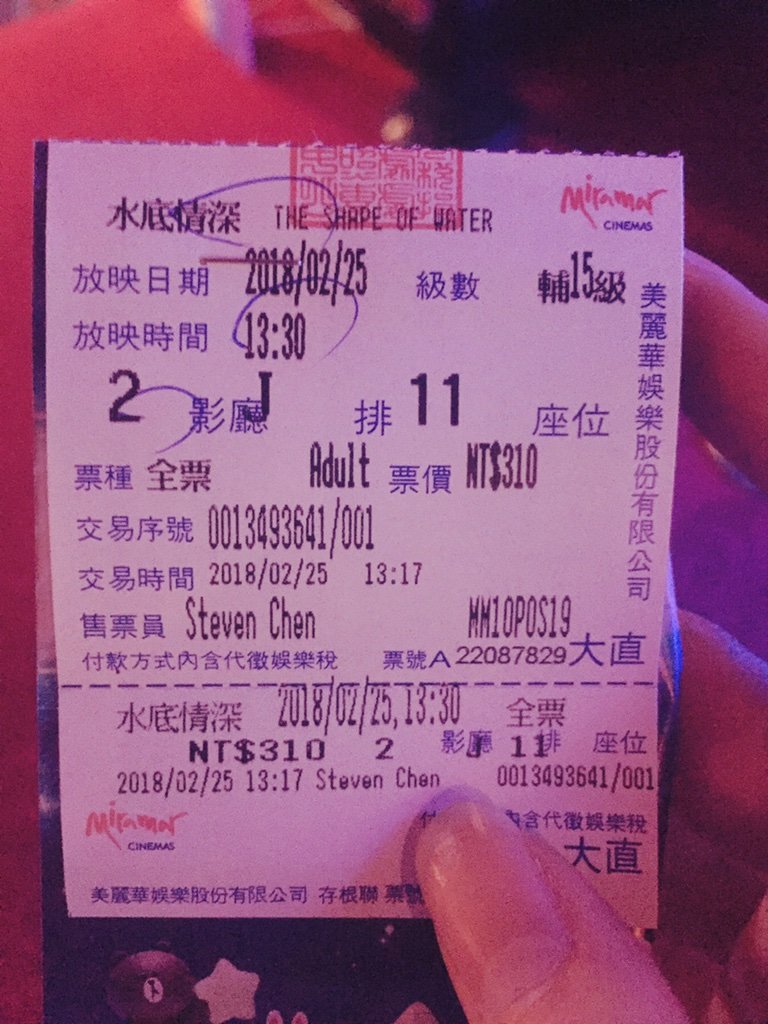 水底情深 THE SHAPE OF WATER
Miramar
CINEMAS
放映日期 2018/02/25 級數 輔15級
放映時間 13:30
2 影廳 J 排 11 座位
票種 全票 Adult 票價 NT$310
交易序號 0013493641/001
交易時間 2018/02/25 13:17
售票員 Steven Chen MM10POS19
付款方式內含代徵娛樂稅 票號A 22087829 大直
美麗華娛樂股份有限公司
水底情深 2018/02/25,13:30 全票
NT$310 2 影廳 J 11 排 座位
2018/02/25 13:17 Steven Chen 0013493641/001
Miramar
CINEMAS
付 內含代徵娛樂稅
大直
美麗華娛樂股份有限公司 存根聯 票號